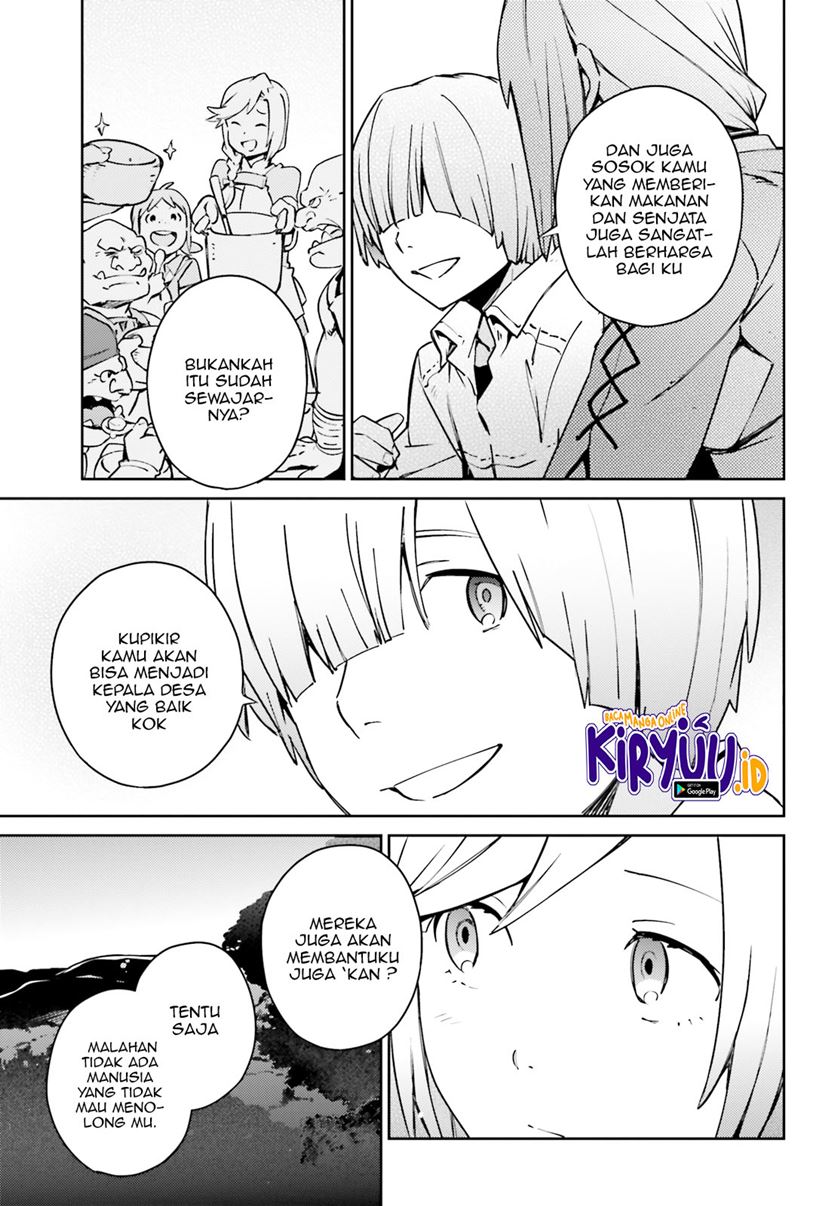 DAN JUGA
SOSOK KAMU
YANG MEMBERI-
KAN MAKANAN
DAN SENJATA
JUGA SANGAT-
LAH BERHARGA
BAGI KU
BUKANKAH
ITU SUDAH
SEWAJAR-
NYA?
KUPIKIR
KAMU AKAN
BISA MENJADI
KEPALA DESA
YANG BAIK
KOK
BACA MANGA ONLINE
KIRYUU.ID
GET IT ON
Google Play
MEREKA
JUGA AKAN
MEMBANTUKU
JUGA ‘KAN ?
TENTU
SAJA
MALAHAN
TIDAK ADA
MANUSIA
YANG TIDAK
MAU MENO-
LONG MU.